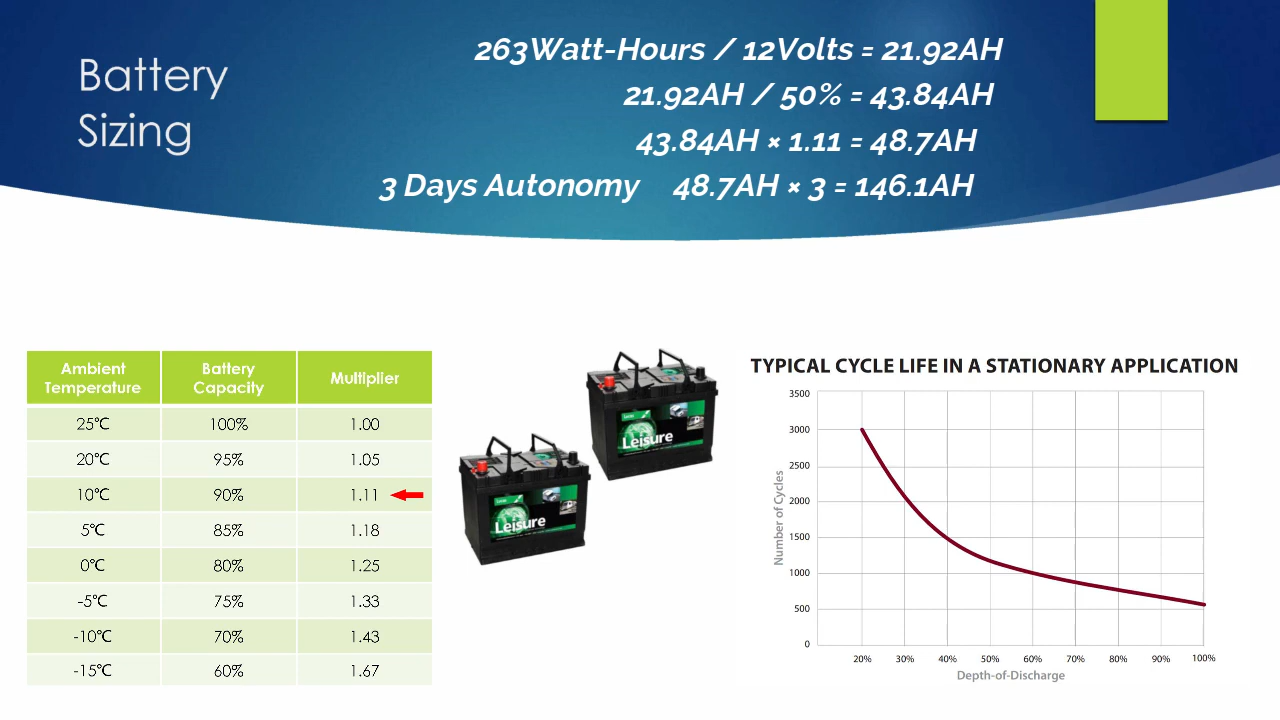 Battery
Sizing
263Watt-Hours / 12Volts = 21.92AH
21.92AH / 50% = 43.84AH
43.84AH × 1.11 = 48.7AH
3 Days Autonomy 48.7AH × 3 = 146.1AH
Ambient Temperature Battery Capacity Multiplier
25℃ 100% 1.00
20℃ 95% 1.05
10℃ 90% 1.11
5℃ 85% 1.18
0℃ 80% 1.25
-5℃ 75% 1.33
-10℃ 70% 1.43
-15℃ 60% 1.67
Leisure
Leisure
TYPICAL CYCLE LIFE IN A STATIONARY APPLICATION
Number of Cycles
3500
3000
2500
2000
1500
1000
500
0
20% 30% 40% 50% 60% 70% 80% 90% 100%
Depth-of-Discharge